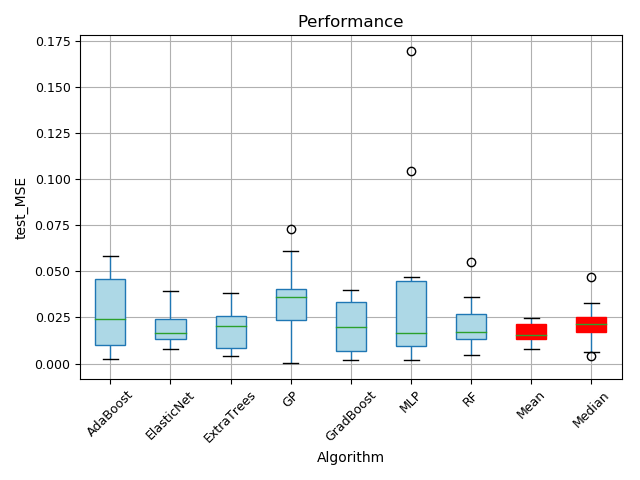 Performance
0.175
0.150
0.125
0.100
0.075
0.050
0.025
0.000
test_MSE
AdaBoost
ElasticNet
ExtraTrees
GP
GradBoost
MLP
RF
Mean
Median
Algorithm